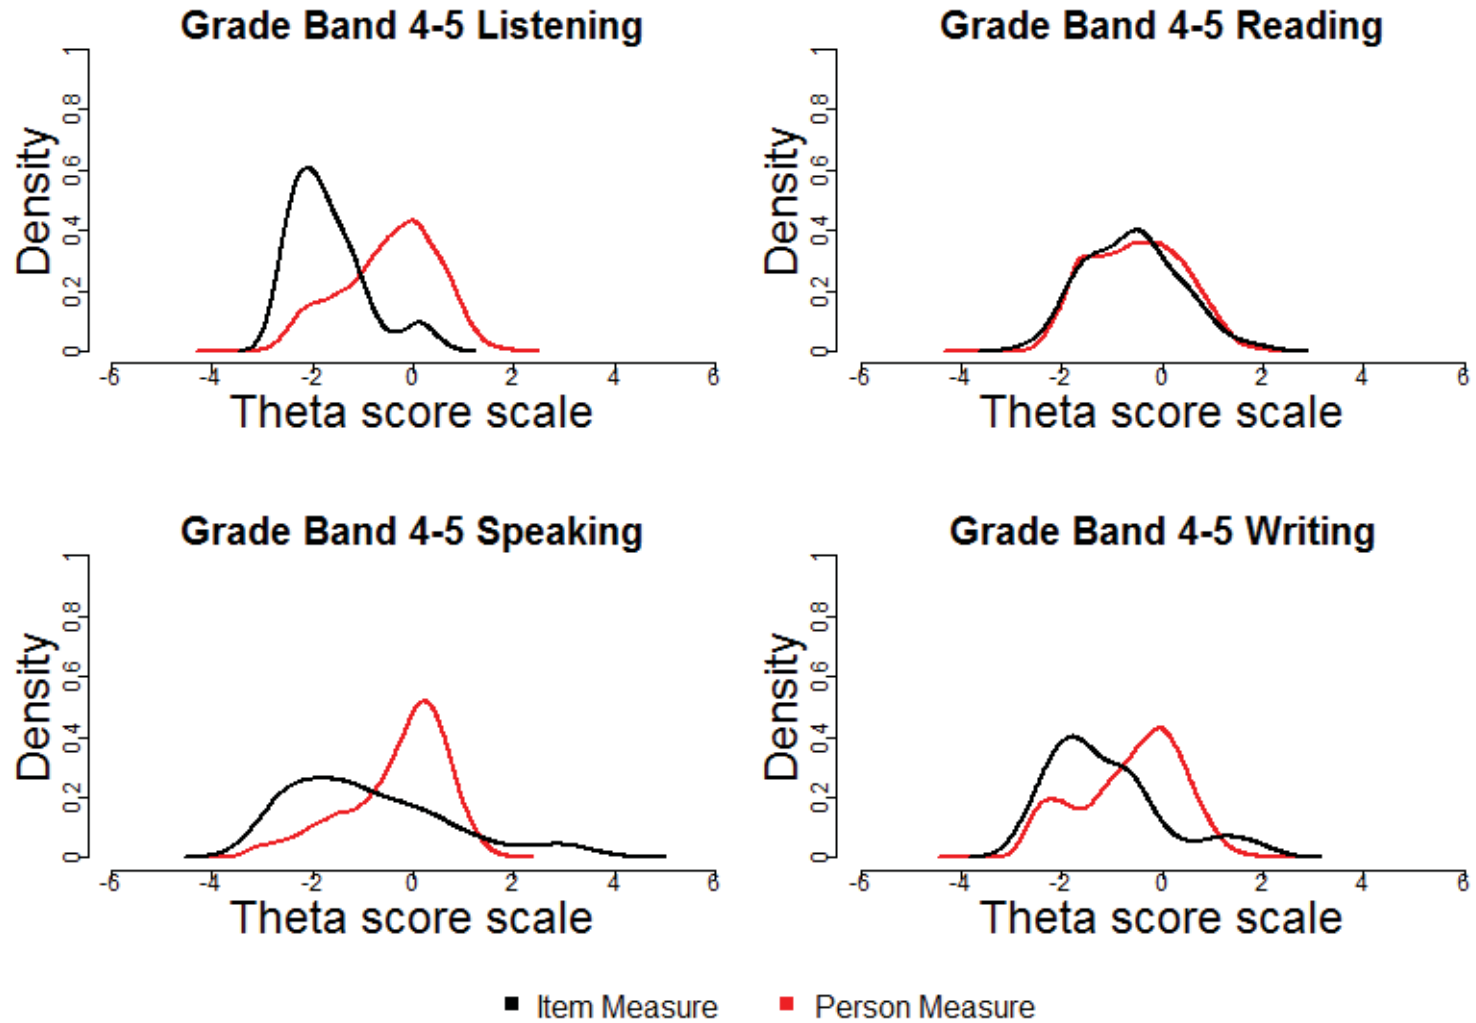 Grade Band 4-5 Listening
Density
0 0.2 0.4 0.6 0.8 1
-6 -4 -2 0 2 4 6
Theta score scale
Grade Band 4-5 Reading
Density
0 0.2 0.4 0.6 0.8 1
-6 -4 -2 0 2 4 6
Theta score scale
Grade Band 4-5 Speaking
Density
0 0.2 0.4 0.6 0.8 1
-6 -4 -2 0 2 4 6
Theta score scale
Grade Band 4-5 Writing
Density
0 0.2 0.4 0.6 0.8 1
-6 -4 -2 0 2 4 6
Theta score scale
Item Measure Person Measure